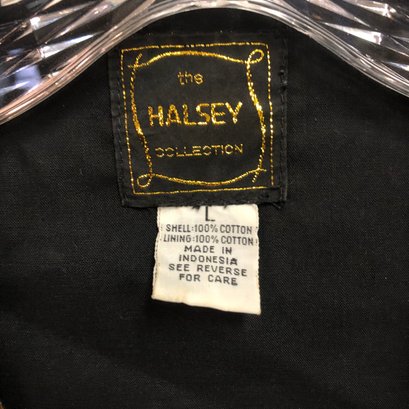 the
HALSEY
COLLECTION
L
SHELL:100% COTTON
LINING:100% COTTON
MADE IN
INDONESIA
SEE REVERSE
FOR CARE